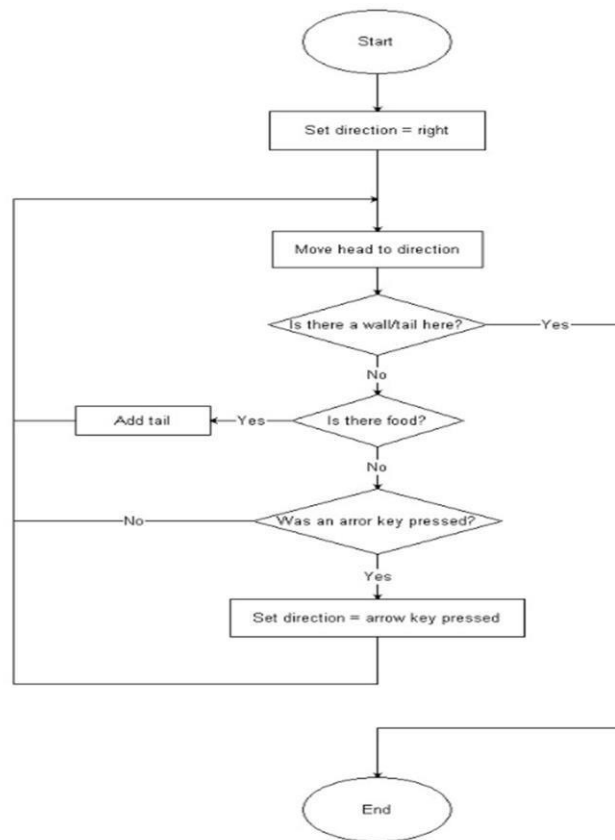 Start
Set direction = right
Move head to direction
Is there a wall/tail here?
Yes
No
Add tail
Yes
Is there food?
No
No
Was an arror key pressed?
Yes
Set direction = arrow key pressed
End